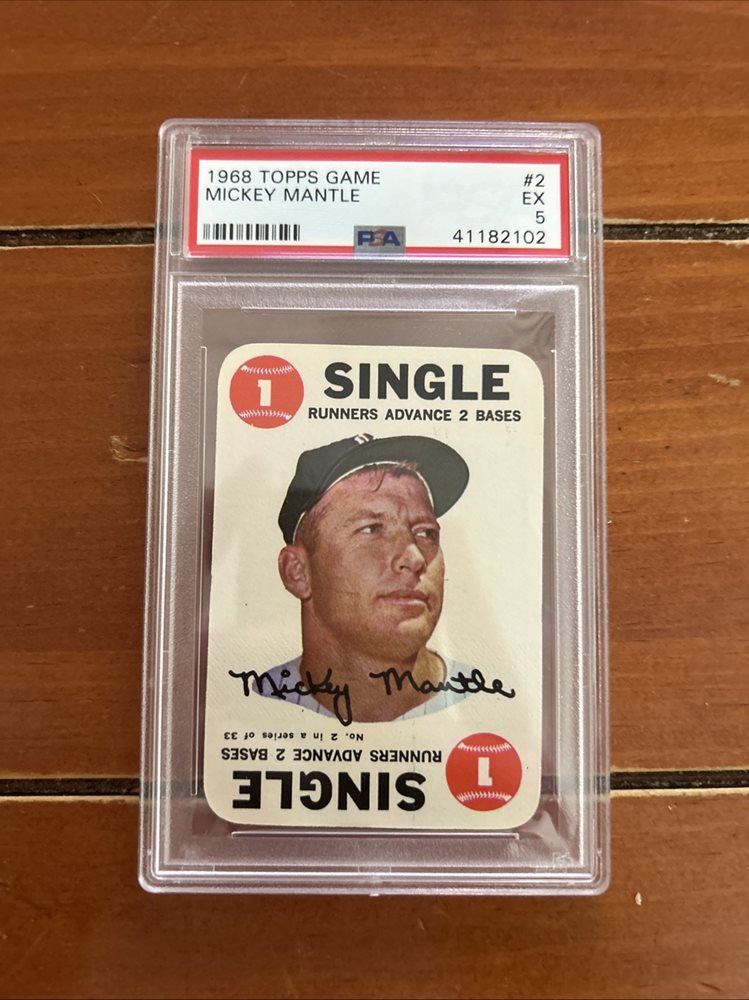 1968 TOPPS GAME #2
MICKEY MANTLE EX
5
PSA 41182102
1 SINGLE
RUNNERS ADVANCE 2 BASES
Mickey Mantle
No. 2 in a series of 33
RUNNERS ADVANCE 2 BASES
SINGLE 1